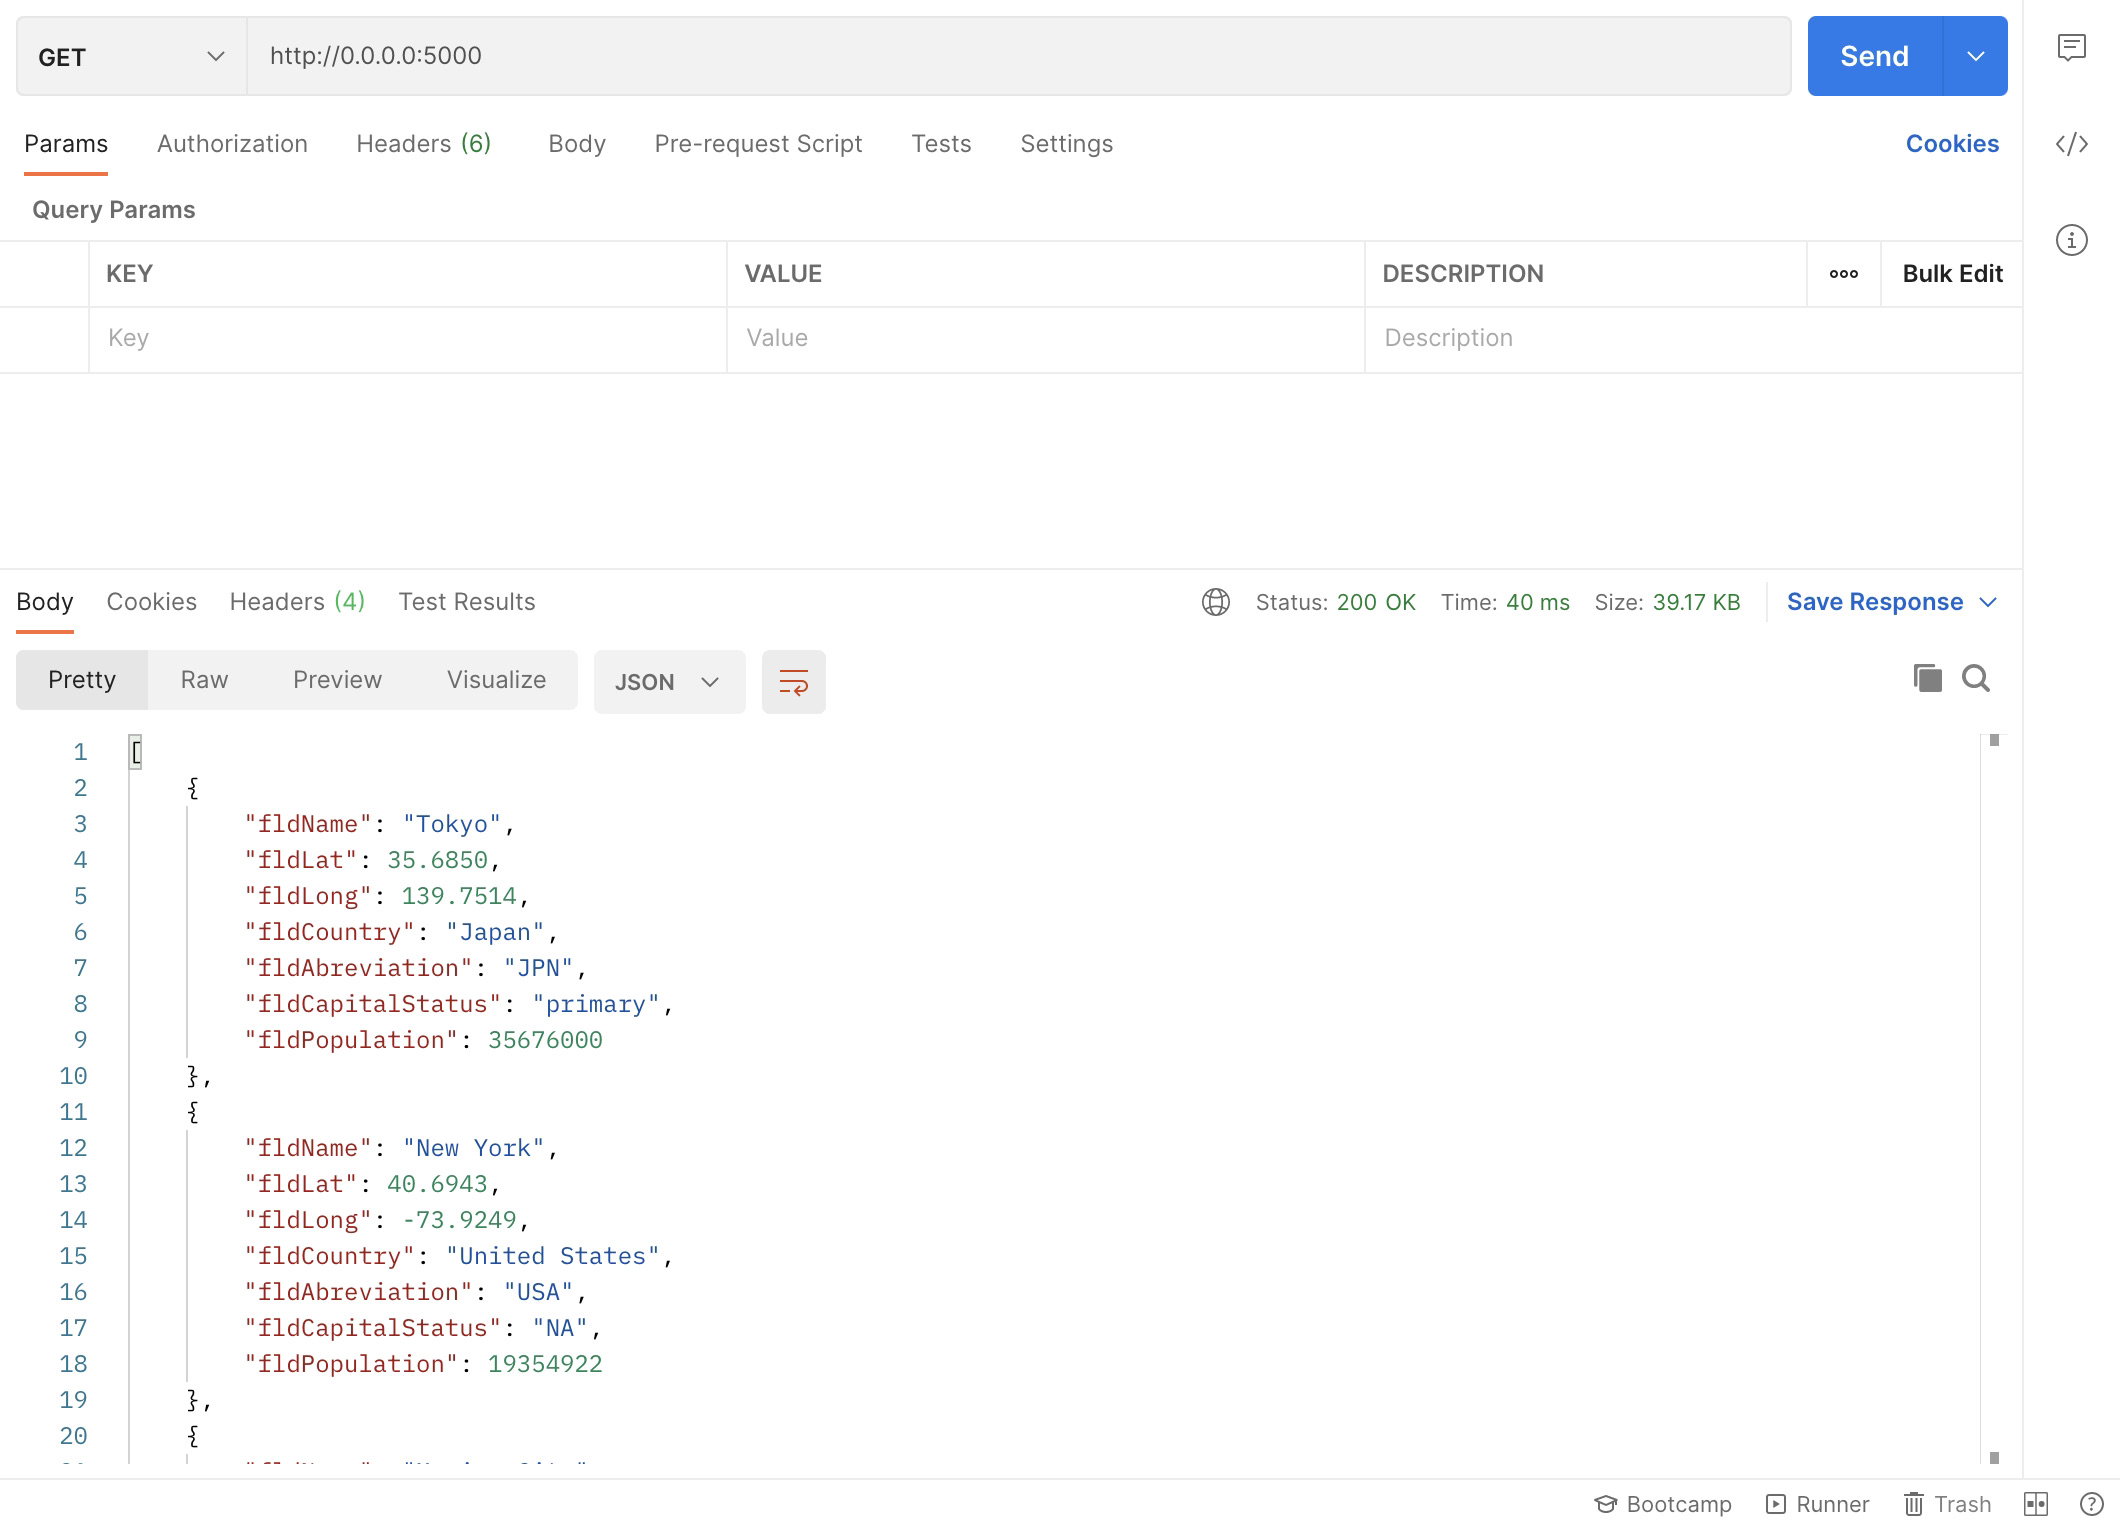 GET http://0.0.0.0:5000 Send
Params Authorization Headers (6) Body Pre-request Script Tests Settings Cookies
Query Params
KEY VALUE DESCRIPTION Bulk Edit
Key Value Description
Body Cookies Headers (4) Test Results Status: 200 OK Time: 40 ms Size: 39.17 KB Save Response
Pretty Raw Preview Visualize JSON
1 [
2 {
3 "fldName": "Tokyo",
4 "fldLat": 35.6850,
5 "fldLong": 139.7514,
6 "fldCountry": "Japan",
7 "fldAbreviation": "JPN",
8 "fldCapitalStatus": "primary",
9 "fldPopulation": 35676000
10 },
11 {
12 "fldName": "New York",
13 "fldLat": 40.6943,
14 "fldLong": -73.9249,
15 "fldCountry": "United States",
16 "fldAbreviation": "USA",
17 "fldCapitalStatus": "NA",
18 "fldPopulation": 19354922
19 },
20 {
Bootcamp Runner Trash